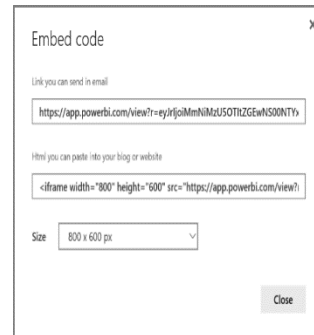 Embed code
Link you can send in email
https://app.powerbi.com/view?r=eyJrIjoiMmNiMzU5OTItZGEwNS00NTYx
Html you can paste into your blog or website
<iframe width="800" height="600" src="https://app.powerbi.com/view?r
Size 800 x 600 px
Close